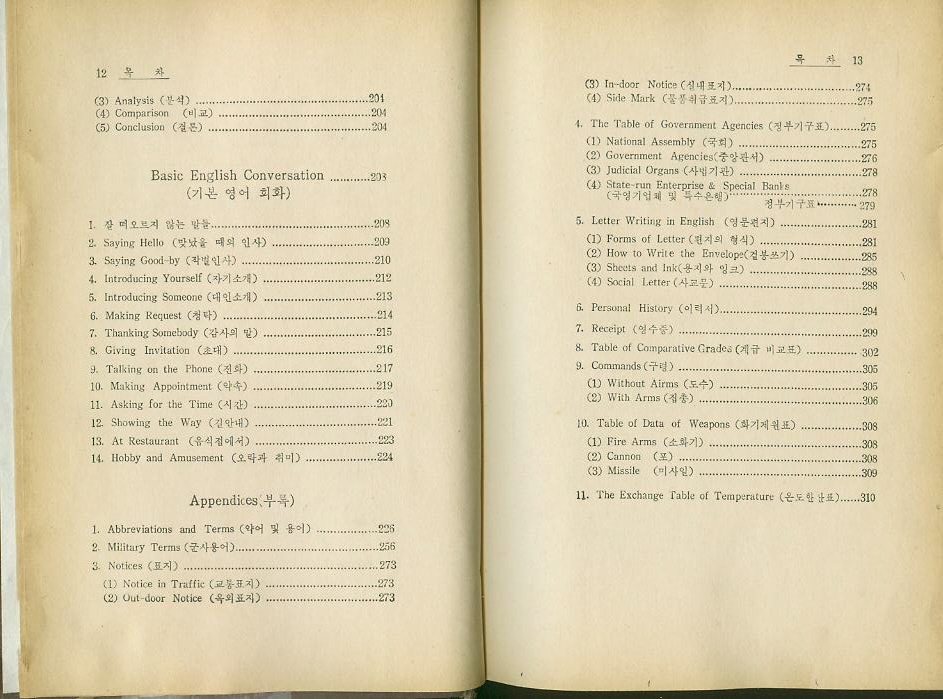 12 목 차
(3) Analysis (분석) ........................201
(4) Comparison (비교) ........................204
(5) Conclusion (결론) ........................204
Basic English Conversation ............203
(기본 영어 회화)
1. 잘 떠오르지 않는 말들........................208
2. Saying Hello (맞났을 때의 인사) ........................209
3. Saying Good-by (작별인사) ........................210
4. Introducing Yourself (자기소개) ........................212
5. Introducing Someone (대인소개) ........................213
6. Making Request (청탁) ........................214
7. Thanking Somebody (감사의 말) ........................215
8. Giving Invitation (초대) ........................216
9. Talking on the Phone (전화) ........................217
10. Making Appointment (약속) ........................219
11. Asking for the Time (시간) ........................220
12. Showing the Way (길안내) ........................221
13. At Restaurant (음식점에서) ........................223
14. Hobby and Amusement (오락과 취미) ........................224
Appendices(부록)
1. Abbreviations and Terms (약어 및 용어) ........................226
2. Military Terms (군사용어)........................256
3. Notices (표지) ........................273
(1) Notice in Traffic (교통표지) ........................273
(2) Out-door Notice (옥외표지) ........................273
목 차 13
(3) In-door Notice (실내표지)........................274
(4) Side Mark (물품취급표지)........................275
4. The Table of Government Agencies (정부기구표)........275
(1) National Assembly (국회) ........................275
(2) Government Agencies(중앙관서) ........................276
(3) Judicial Organs (사법기관) ........................278
(4) State-run Enterprise & Special Banks
(국영기업체 및 특수은행)........................278
정부기구표............279
5. Letter Writing in English (영문편지) ........................281
(1) Forms of Letter (편지의 형식) ........................281
(2) How to Write the Envelope(겉봉쓰기) ........................285
(3) Sheets and Ink(용지와 잉크) ........................288
(4) Social Letter (사교문) ........................288
6. Personal History (이력서)........................294
7. Receipt (영수증) ........................299
8. Table of Comparative Grades (계급 비교표) ............302
9. Commands (구령) ........................305
(1) Without Airms (도수) ........................305
(2) With Arms (집총) ........................306
10. Table of Data of Weapons (화기제원표) ............308
(1) Fire Arms (소화기) ........................308
(2) Cannon (포) ........................308
(3) Missile (미사일) ........................309
11. The Exchange Table of Temperature (온도환산표)......310